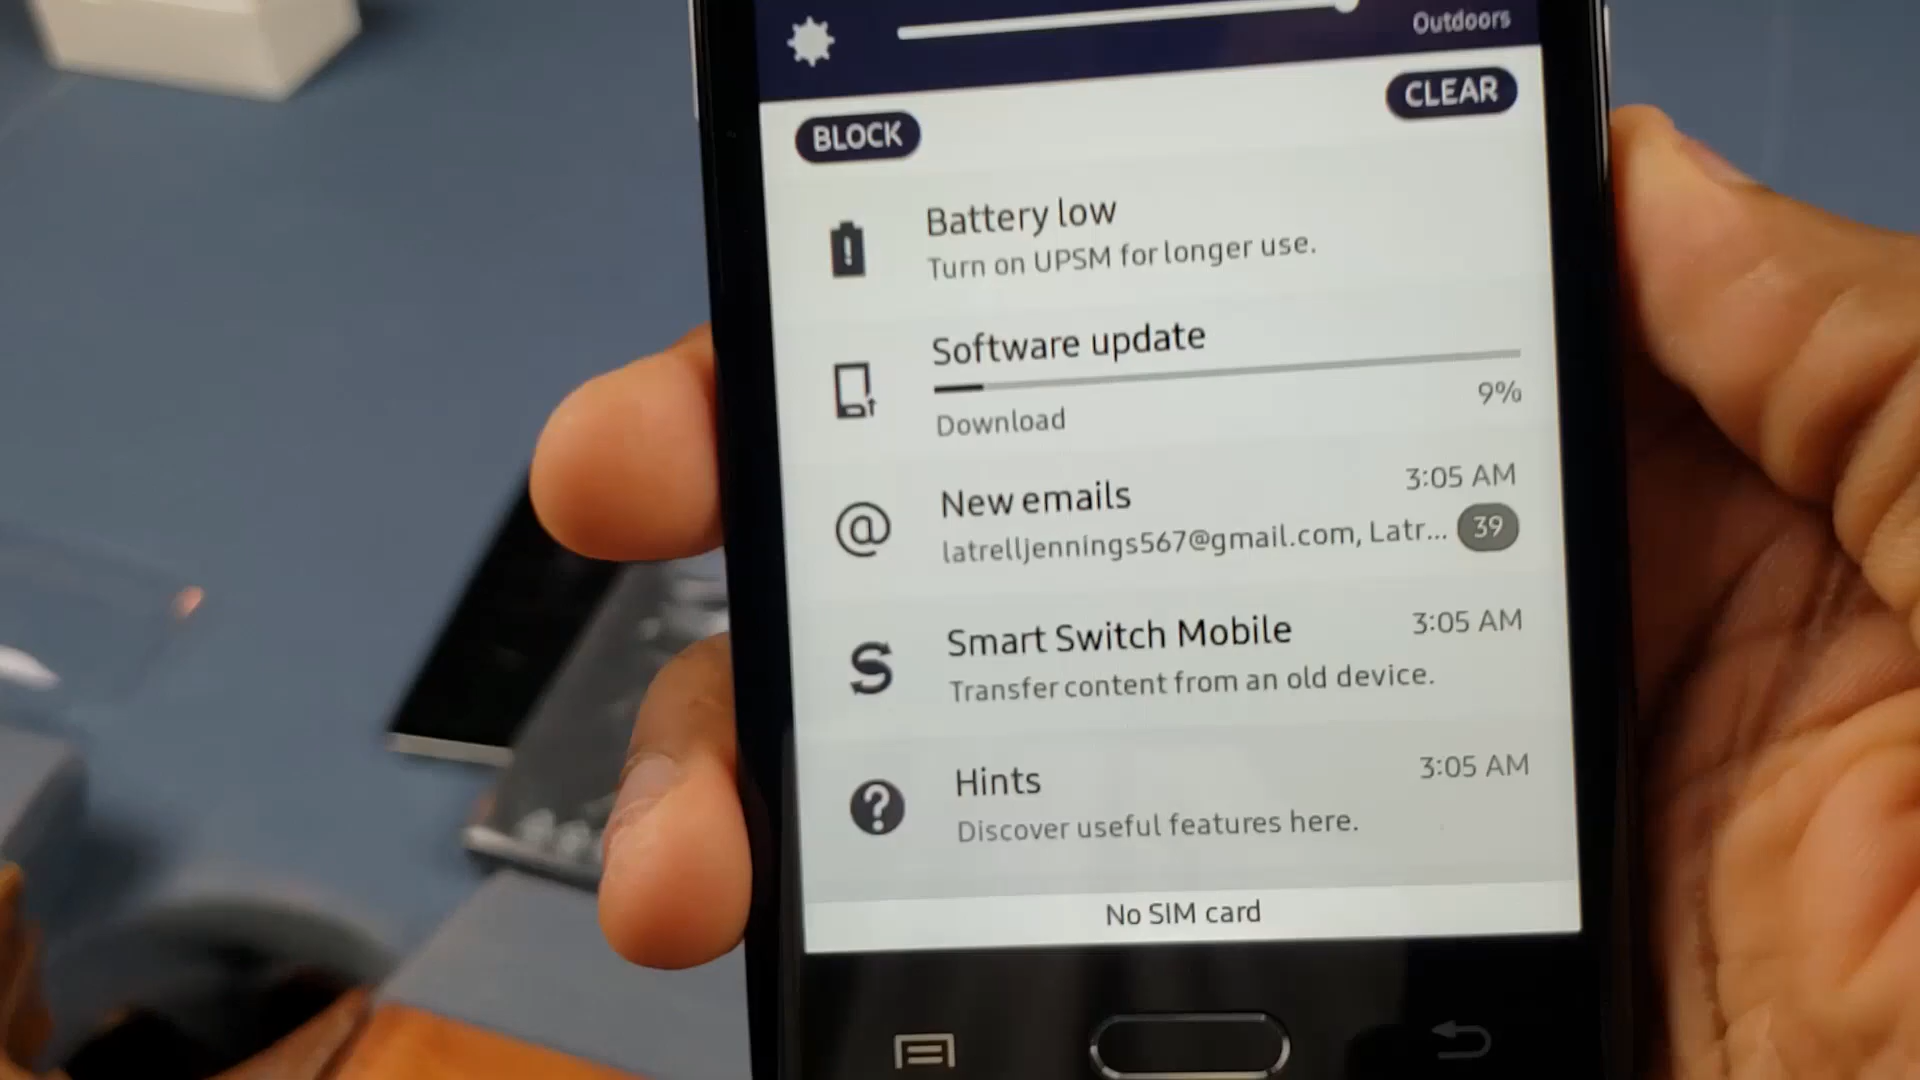 Outdoors
BLOCK
CLEAR
Battery low
Turn on UPSM for longer use.
Software update
Download
9%
New emails
3:05 AM
latrelljennings567@gmail.com, Latr...
39
Smart Switch Mobile
3:05 AM
Transfer content from an old device.
Hints
3:05 AM
Discover useful features here.
No SIM card